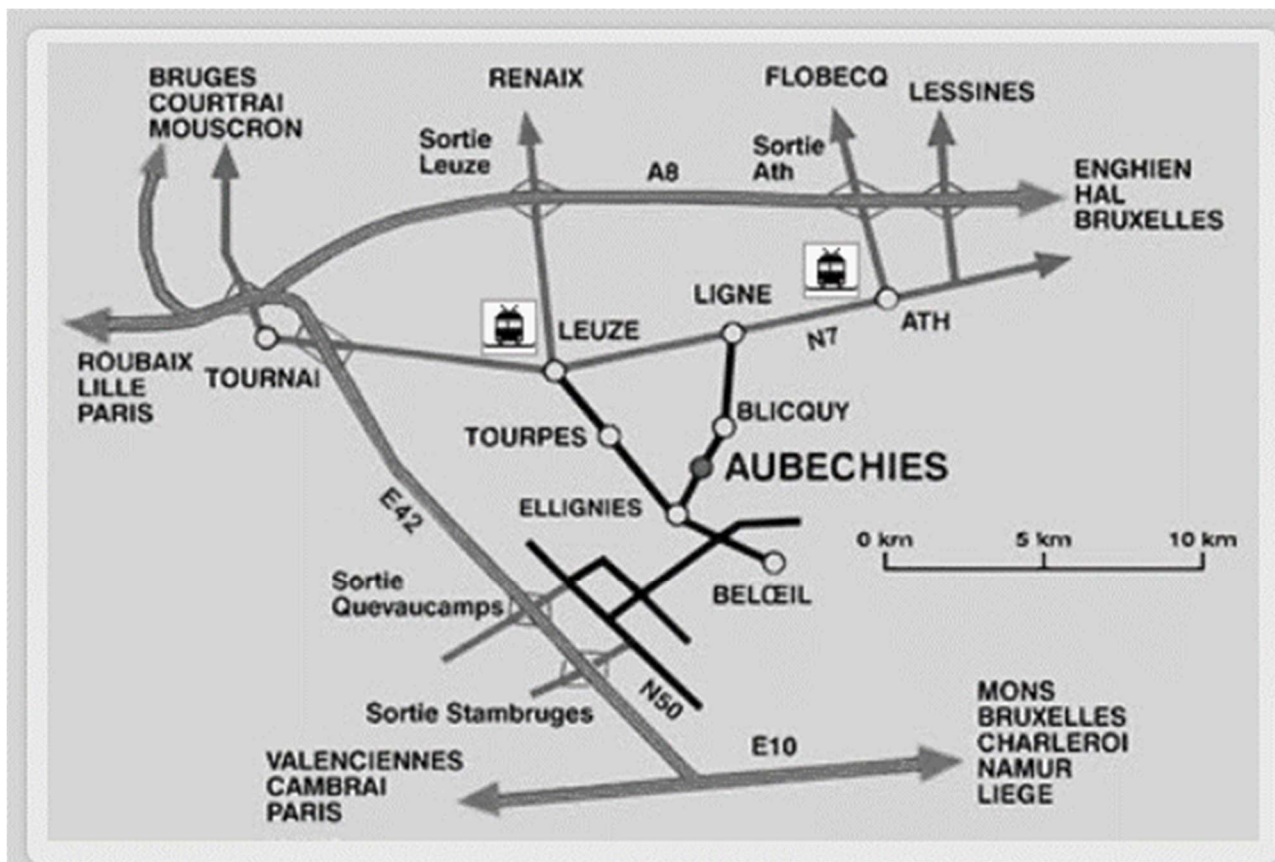 BRUGES
COURTRAI
MOUSCRON
RENAIX
FLOBECQ
LESSINES
Sortie
Leuze
A8
Sortie
Ath
ENGHIEN
HAL
BRUXELLES
LIGNE
LEUZE
N7
ATH
ROUBAIX
LILLE
PARIS
TOURNAI
TOURPES
BLICQUY
AUBECHIES
ELLIGNIES
E42
0 km
5 km
10 km
Sortie
Quevaucamps
BELŒIL
N50
Sortie Stambruges
E10
VALENCIENNES
CAMBRAI
PARIS
MONS
BRUXELLES
CHARLEROI
NAMUR
LIEGE